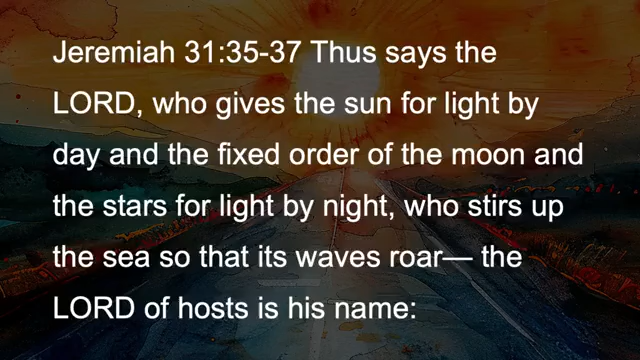 Jeremiah 31:35-37 Thus says the
LORD, who gives the sun for light by
day and the fixed order of the moon and
the stars for light by night, who stirs up
the sea so that its waves roar— the
LORD of hosts is his name: